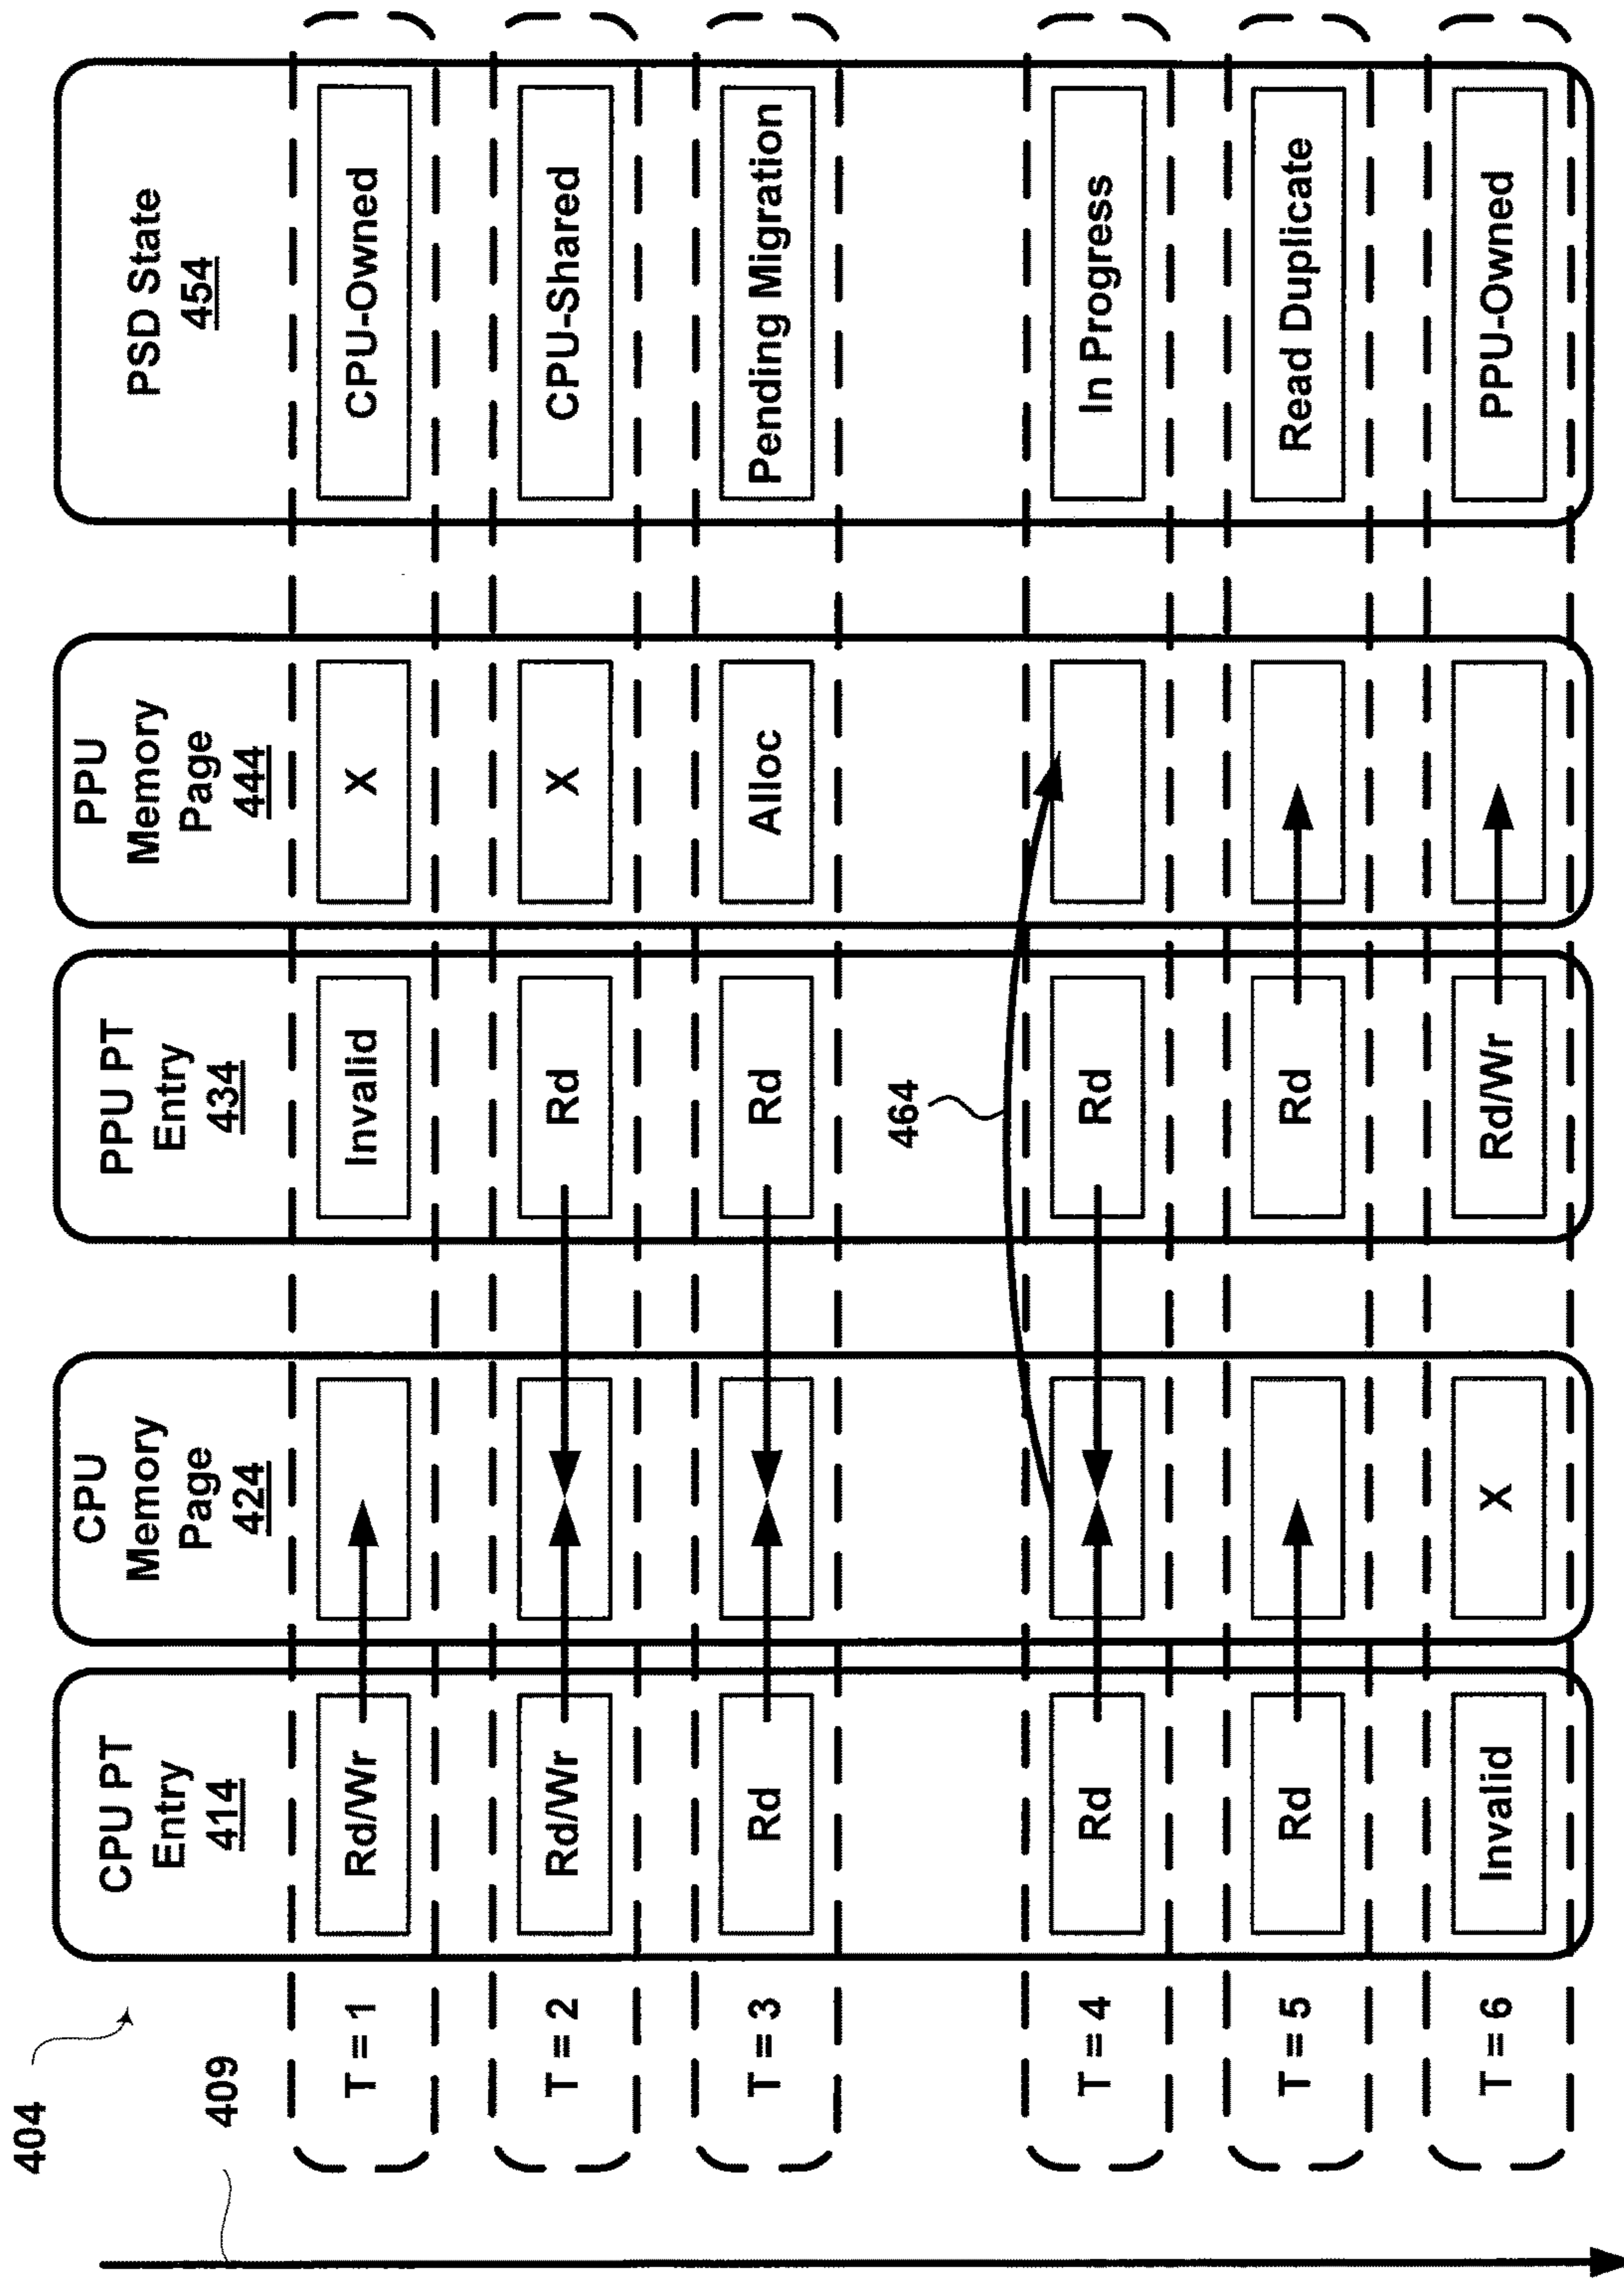 404
409
CPU PT
Entry
414
CPU
Memory
Page
424
PPU PT
Entry
434
PPU
Memory
Page
444
PSD State
454
T = 1
Rd/Wr
Invalid
X
CPU-Owned
T = 2
Rd/Wr
Rd
X
CPU-Shared
T = 3
Rd
Rd
Alloc
Pending Migration
464
T = 4
Rd
Rd
In Progress
T = 5
Rd
Rd
Read Duplicate
T = 6
Invalid
X
Rd/Wr
PPU-Owned